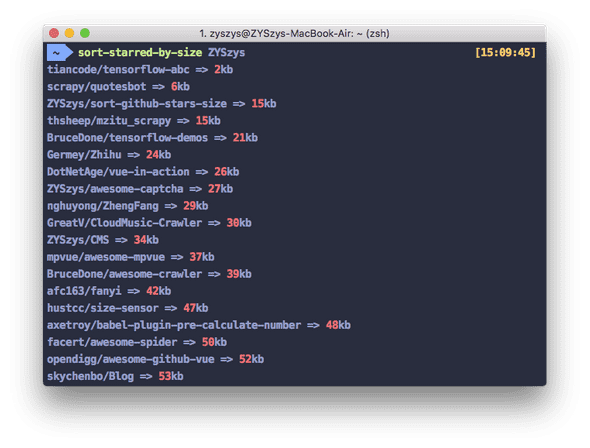 1. zyszys@ZYSzys-MacBook-Air: ~ (zsh)
~ sort-starred-by-size ZYSzys [15:09:45]
tiancode/tensorflow-abc => 2kb
scrapy/quotesbot => 6kb
ZYSzys/sort-github-stars-size => 15kb
thsheep/mzitu_scrapy => 15kb
BruceDone/tensorflow-demos => 21kb
Germey/Zhihu => 24kb
DotNetAge/vue-in-action => 26kb
ZYSzys/awesome-captcha => 27kb
nghuyong/ZhengFang => 29kb
GreatV/CloudMusic-Crawler => 30kb
ZYSzys/CMS => 34kb
mpvue/awesome-mpvue => 37kb
BruceDone/awesome-crawler => 39kb
afc163/fanyi => 42kb
hustcc/size-sensor => 47kb
axetroy/babel-plugin-pre-calculate-number => 48kb
facert/awesome-spider => 50kb
opendigg/awesome-github-vue => 52kb
skychenbo/Blog => 53kb